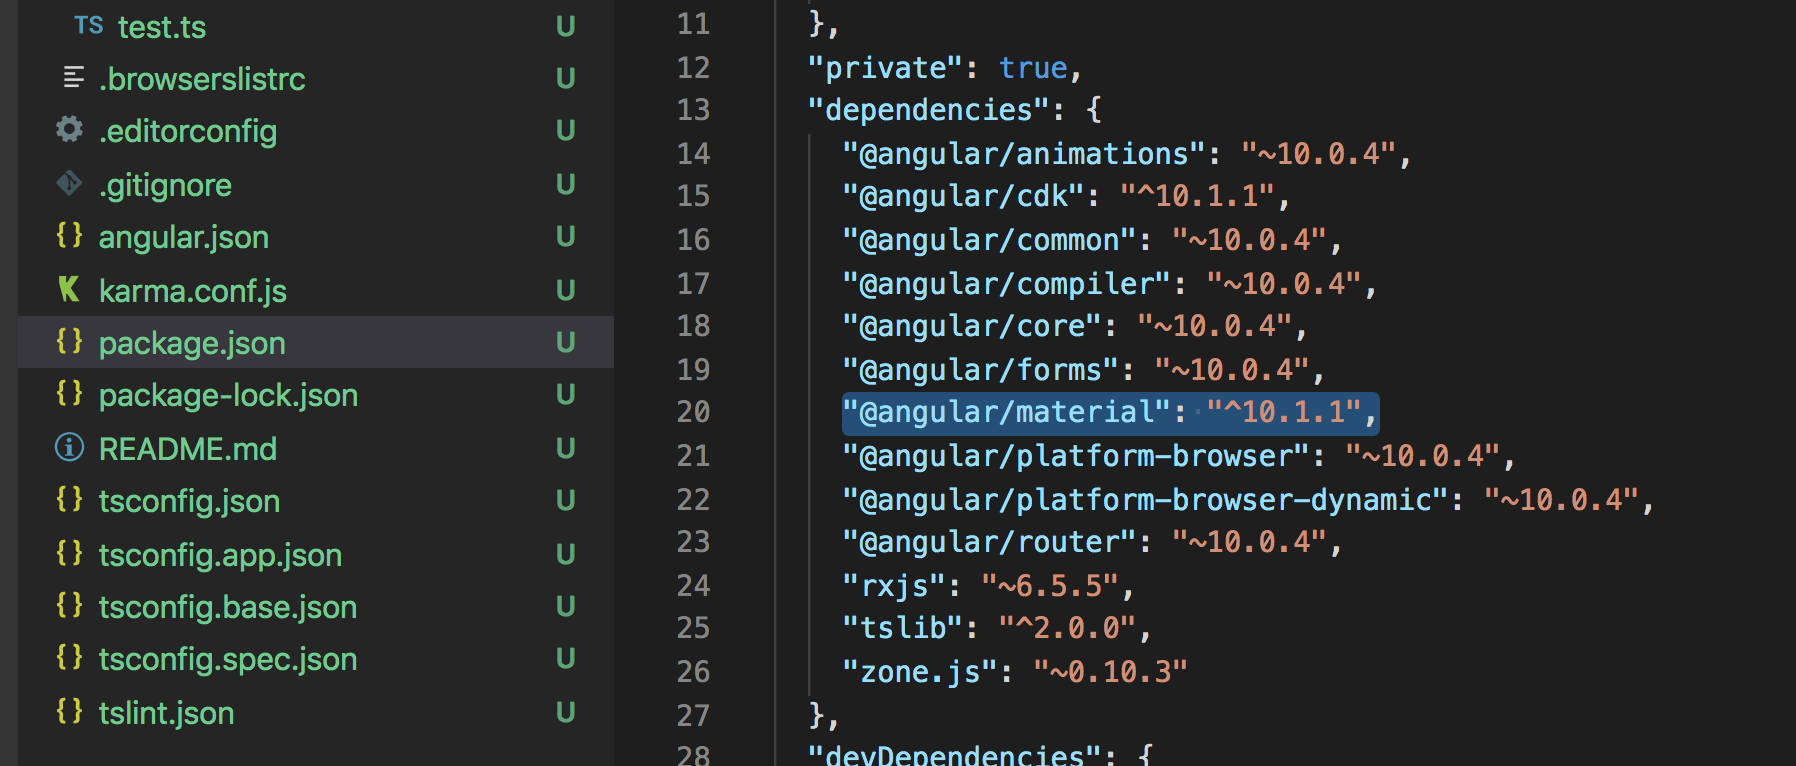 TS test.ts U
.browserslistrc U
.editorconfig U
.gitignore U
{} angular.json U
karma.conf.js U
{} package.json U
{} package-lock.json U
README.md U
{} tsconfig.json U
{} tsconfig.app.json U
{} tsconfig.base.json U
{} tsconfig.spec.json U
{} tslint.json U
11 },
12 "private": true,
13 "dependencies": {
14 "@angular/animations": "~10.0.4",
15 "@angular/cdk": "^10.1.1",
16 "@angular/common": "~10.0.4",
17 "@angular/compiler": "~10.0.4",
18 "@angular/core": "~10.0.4",
19 "@angular/forms": "~10.0.4",
20 "@angular/material": "^10.1.1",
21 "@angular/platform-browser": "~10.0.4",
22 "@angular/platform-browser-dynamic": "~10.0.4",
23 "@angular/router": "~10.0.4",
24 "rxjs": "~6.5.5",
25 "tslib": "^2.0.0",
26 "zone.js": "~0.10.3"
27 },
28 "devDependencies": {